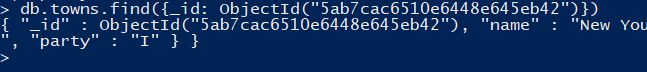 > db.towns.find({_id: ObjectId("5ab7cac6510e6448e645eb42")})
{ "_id" : ObjectId("5ab7cac6510e6448e645eb42"), "name" : "New You
", "party" : "I" } }
>